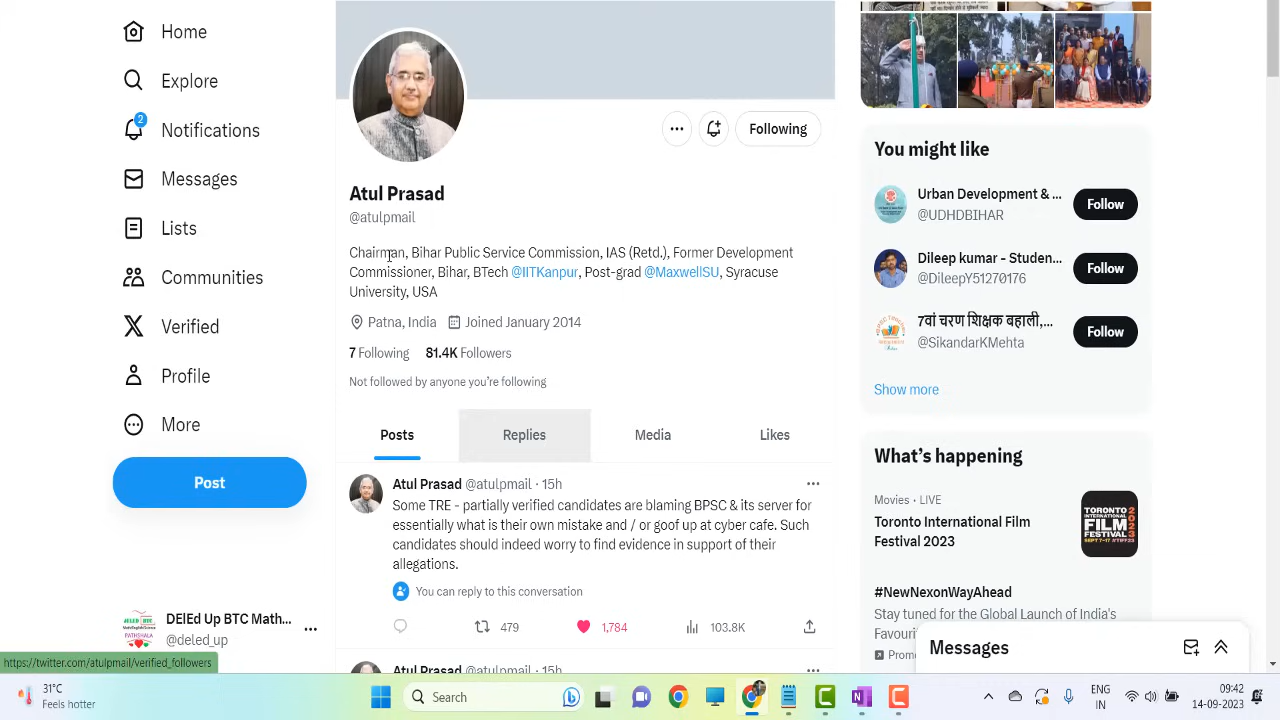 Home
Explore
2
Notifications
Messages
Lists
Communities
Verified
Profile
More
Post
DElEd Up BTC Math...
@deled_up
Following
Atul Prasad
@atulpmail
Chairman, Bihar Public Service Commission, IAS (Retd.), Former Development
Commissioner, Bihar, BTech @IITKanpur, Post-grad @MaxwellSU, Syracuse
University, USA
Patna, India Joined January 2014
7 Following 81.4K Followers
Not followed by anyone you're following
Posts Replies Media Likes
Atul Prasad @atulpmail · 15h
Some TRE - partially verified candidates are blaming BPSC & its server for
essentially what is their own mistake and / or goof up at cyber cafe. Such
candidates should indeed worry to find evidence in support of their
allegations.
You can reply to this conversation
479 1,784 103.8K
Atul Prasad @atulpmail · 15h
You might like
Urban Development & ...
@UDHDBIHAR
Follow
Dileep kumar - Studen...
@DileepY51270176
Follow
7वां चरण शिक्षक बहाली,...
@SikandarKMehta
Follow
Show more
What's happening
Movies · LIVE
Toronto International Film
Festival 2023
TORONTO
INTERNATIONAL
FILM
FESTIVAL
#NewNexonWayAhead
Stay tuned for the Global Launch of India's
Favouri
Promo
Messages
https://twitter.com/atulpmail/verified_followers
31°C
Feels hotter
Search
ENG
IN
09:42
14-09-2023